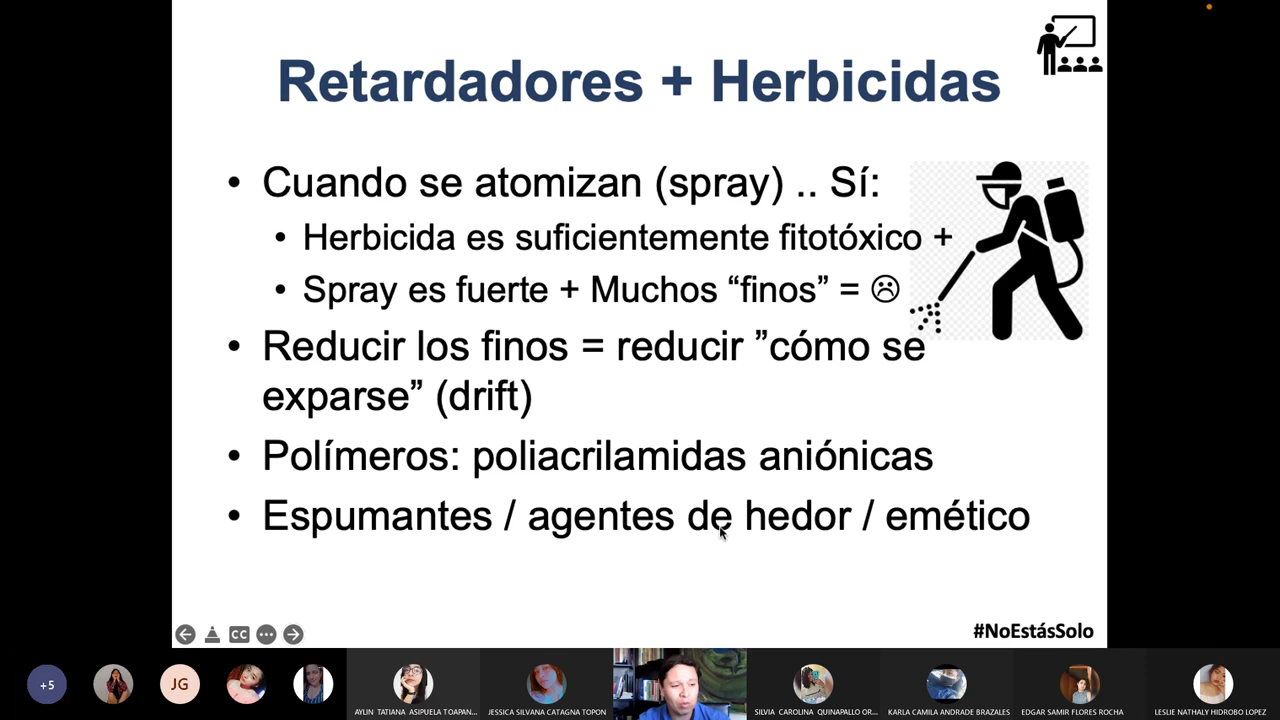 Retardadores + Herbicidas
• Cuando se atomizan (spray) .. Sí:
• Herbicida es suficientemente fitotóxico +
• Spray es fuerte + Muchos “finos” = ☹
• Reducir los finos = reducir ”cómo se
exparse” (drift)
• Polímeros: poliacrilamidas aniónicas
• Espumantes / agentes de hedor / emético
CC
#NoEstásSolo
+5
JG
AYLIN TATIANA ASIPUELA TOAPAN...
JESSICA SILVANA CATAGNA TOPON
SILVIA CAROLINA QUINAPALLO OR...
KARLA CAMILA ANDRADE BRAZALES
EDGAR SAMIR FLORES ROCHA
LESLIE NATHALY HIDROBO LOPEZ